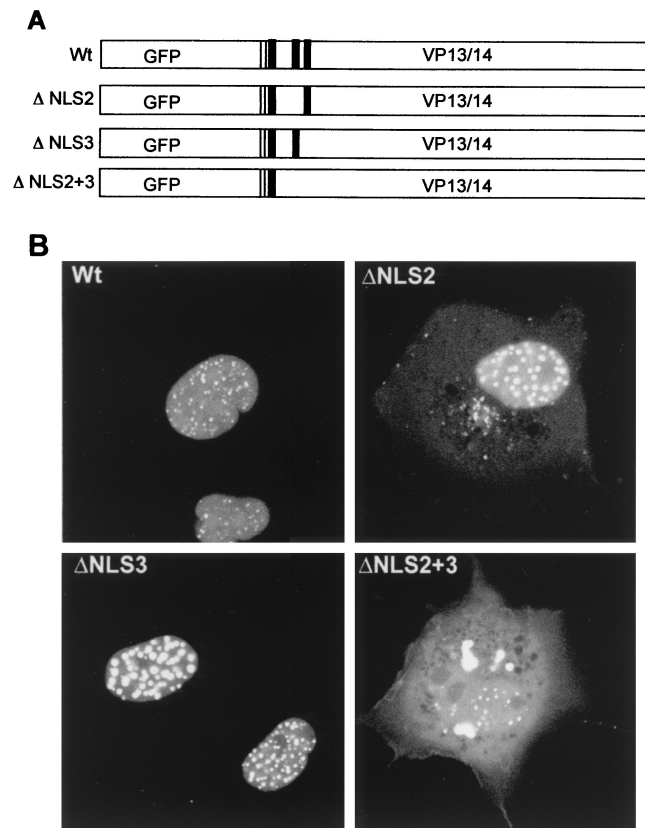 A
Wt GFP VP13/14
Δ NLS2 GFP VP13/14
Δ NLS3 GFP VP13/14
Δ NLS2+3 GFP VP13/14
B
Wt ΔNLS2
ΔNLS3 ΔNLS2+3